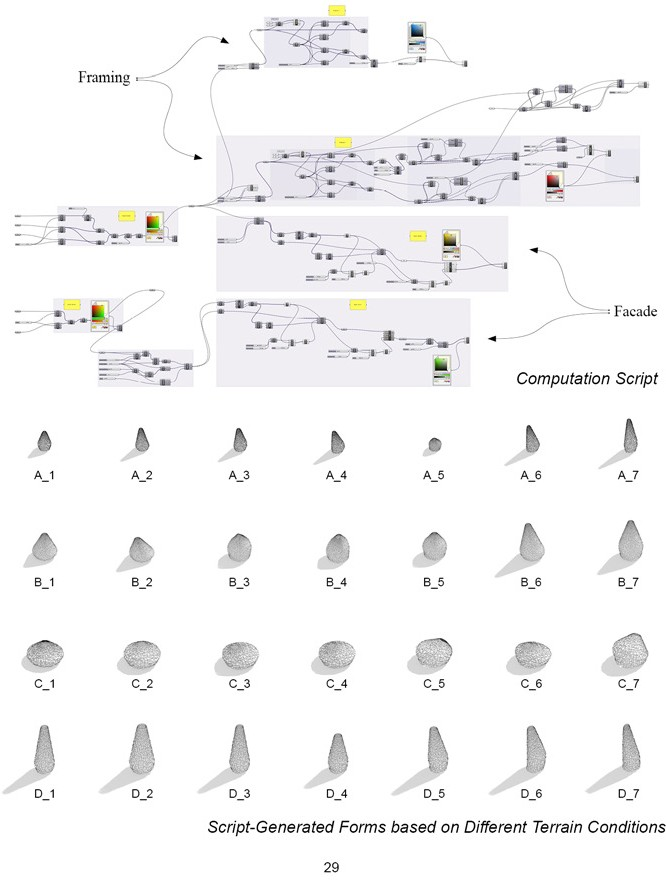 Framing
Facade
Computation Script
A_1 A_2 A_3 A_4 A_5 A_6 A_7
B_1 B_2 B_3 B_4 B_5 B_6 B_7
C_1 C_2 C_3 C_4 C_5 C_6 C_7
D_1 D_2 D_3 D_4 D_5 D_6 D_7
Script-Generated Forms based on Different Terrain Conditions
29